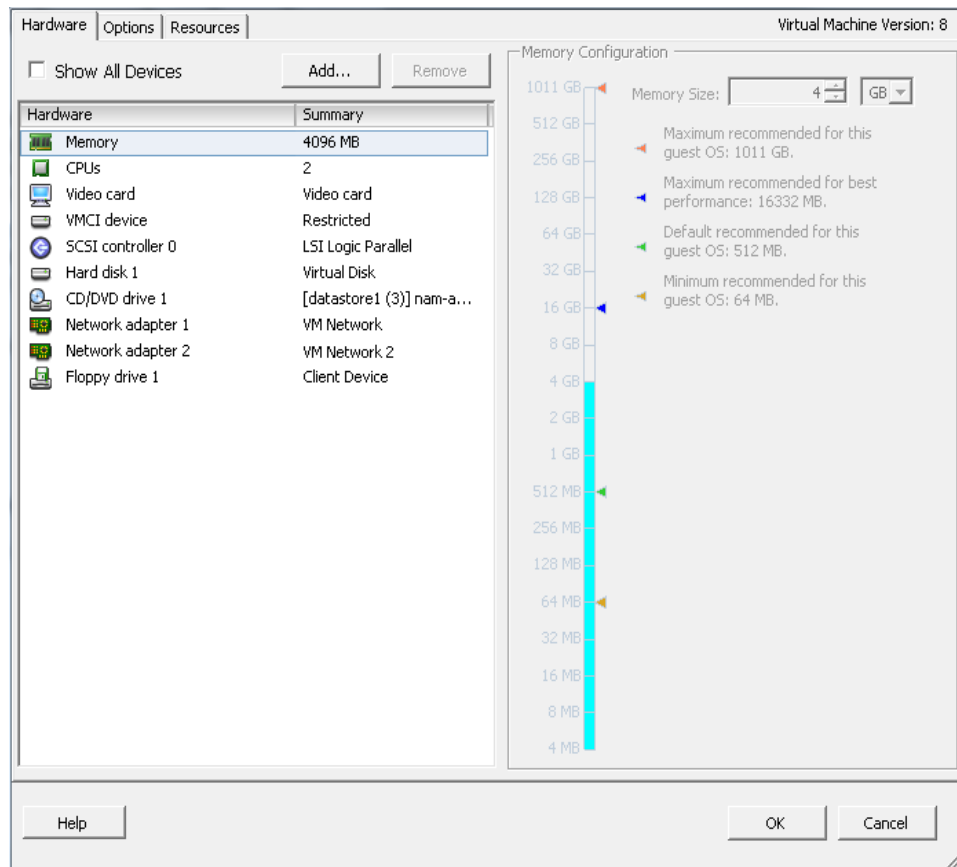 Hardware Options Resources Virtual Machine Version: 8
Show All Devices Add... Remove
Hardware Summary
Memory 4096 MB
CPUs 2
Video card Video card
VMCI device Restricted
SCSI controller 0 LSI Logic Parallel
Hard disk 1 Virtual Disk
CD/DVD drive 1 [datastore1 (3)] nam-a...
Network adapter 1 VM Network
Network adapter 2 VM Network 2
Floppy drive 1 Client Device
Memory Configuration
Memory Size: 4 GB
1011 GB
512 GB
256 GB
128 GB
64 GB
32 GB
16 GB
8 GB
4 GB
2 GB
1 GB
512 MB
256 MB
128 MB
64 MB
32 MB
16 MB
8 MB
4 MB
Maximum recommended for this
guest OS: 1011 GB.
Maximum recommended for best
performance: 16332 MB.
Default recommended for this
guest OS: 512 MB.
Minimum recommended for this
guest OS: 64 MB.
Help OK Cancel